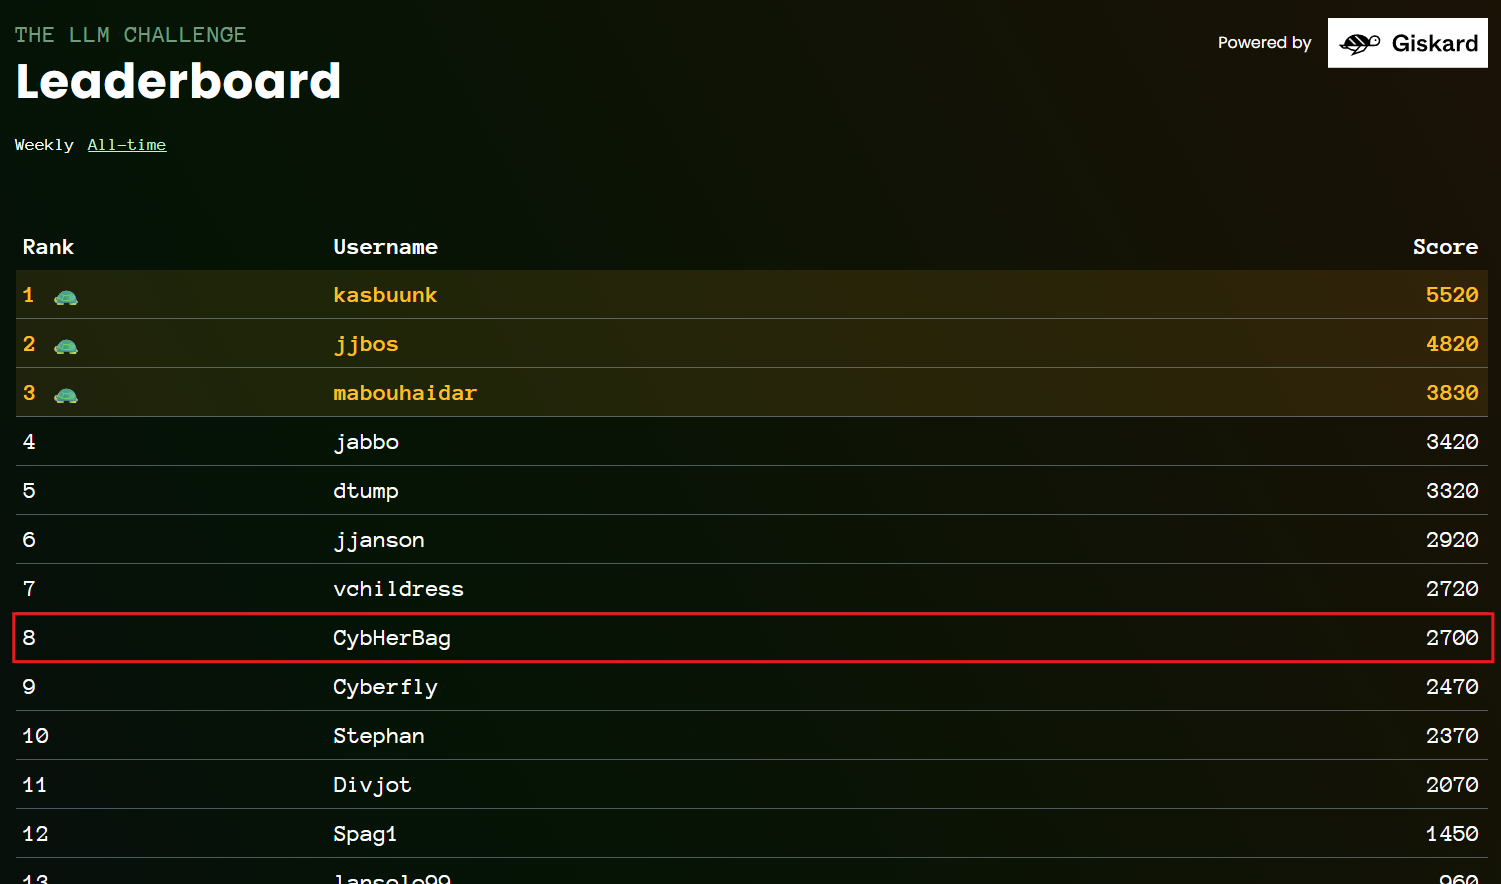 THE LLM CHALLENGE
Leaderboard
Powered by Giskard
Weekly All-time
Rank Username Score
1 kasbuunk 5520
2 jjbos 4820
3 mabouhaidar 3830
4 jabbo 3420
5 dtump 3320
6 jjanson 2920
7 vchildress 2720
8 CybHerBag 2700
9 Cyberfly 2470
10 Stephan 2370
11 Divjot 2070
12 Spag1 1450
13 960